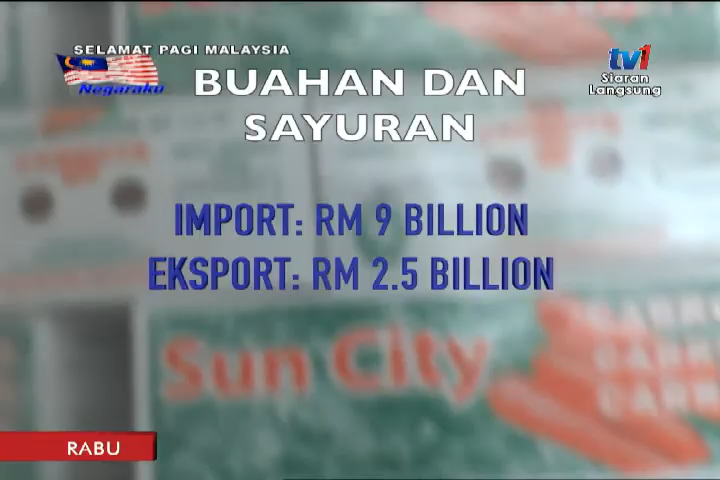 SELAMAT PAGI MALAYSIA
Negaraku
tv1
Siaran
Langsung
BUAHAN DAN
SAYURAN
IMPORT: RM 9 BILLION
EKSPORT: RM 2.5 BILLION
Sun City
RABU